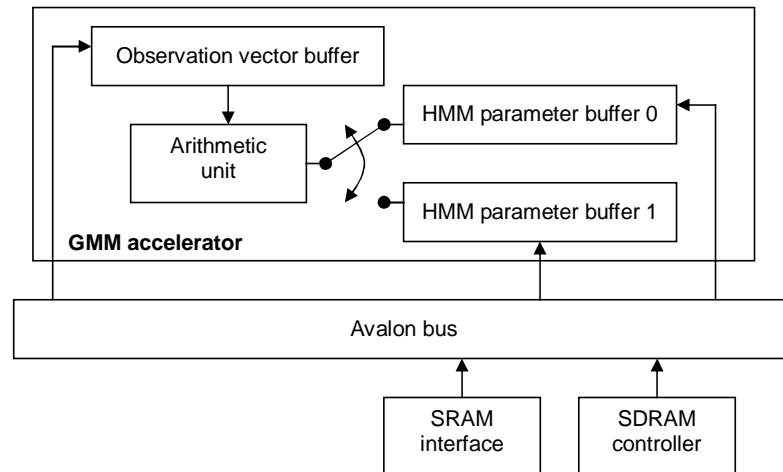 Observation vector buffer
Arithmetic
unit
HMM parameter buffer 0
HMM parameter buffer 1
GMM accelerator
Avalon bus
SRAM
interface
SDRAM
controller